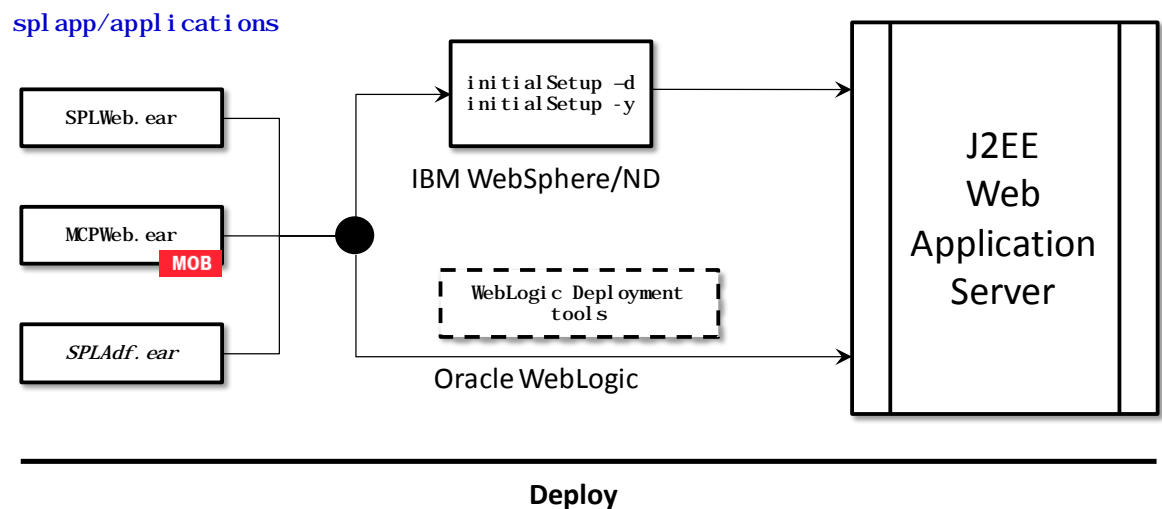 splapp/applications
SPLWeb.ear
MCPWeb.ear
MOB
SPLAdf.ear
initialSetup –d
initialSetup -y
IBM WebSphere/ND
WebLogic Deployment
tools
Oracle WebLogic
J2EE
Web
Application
Server
Deploy